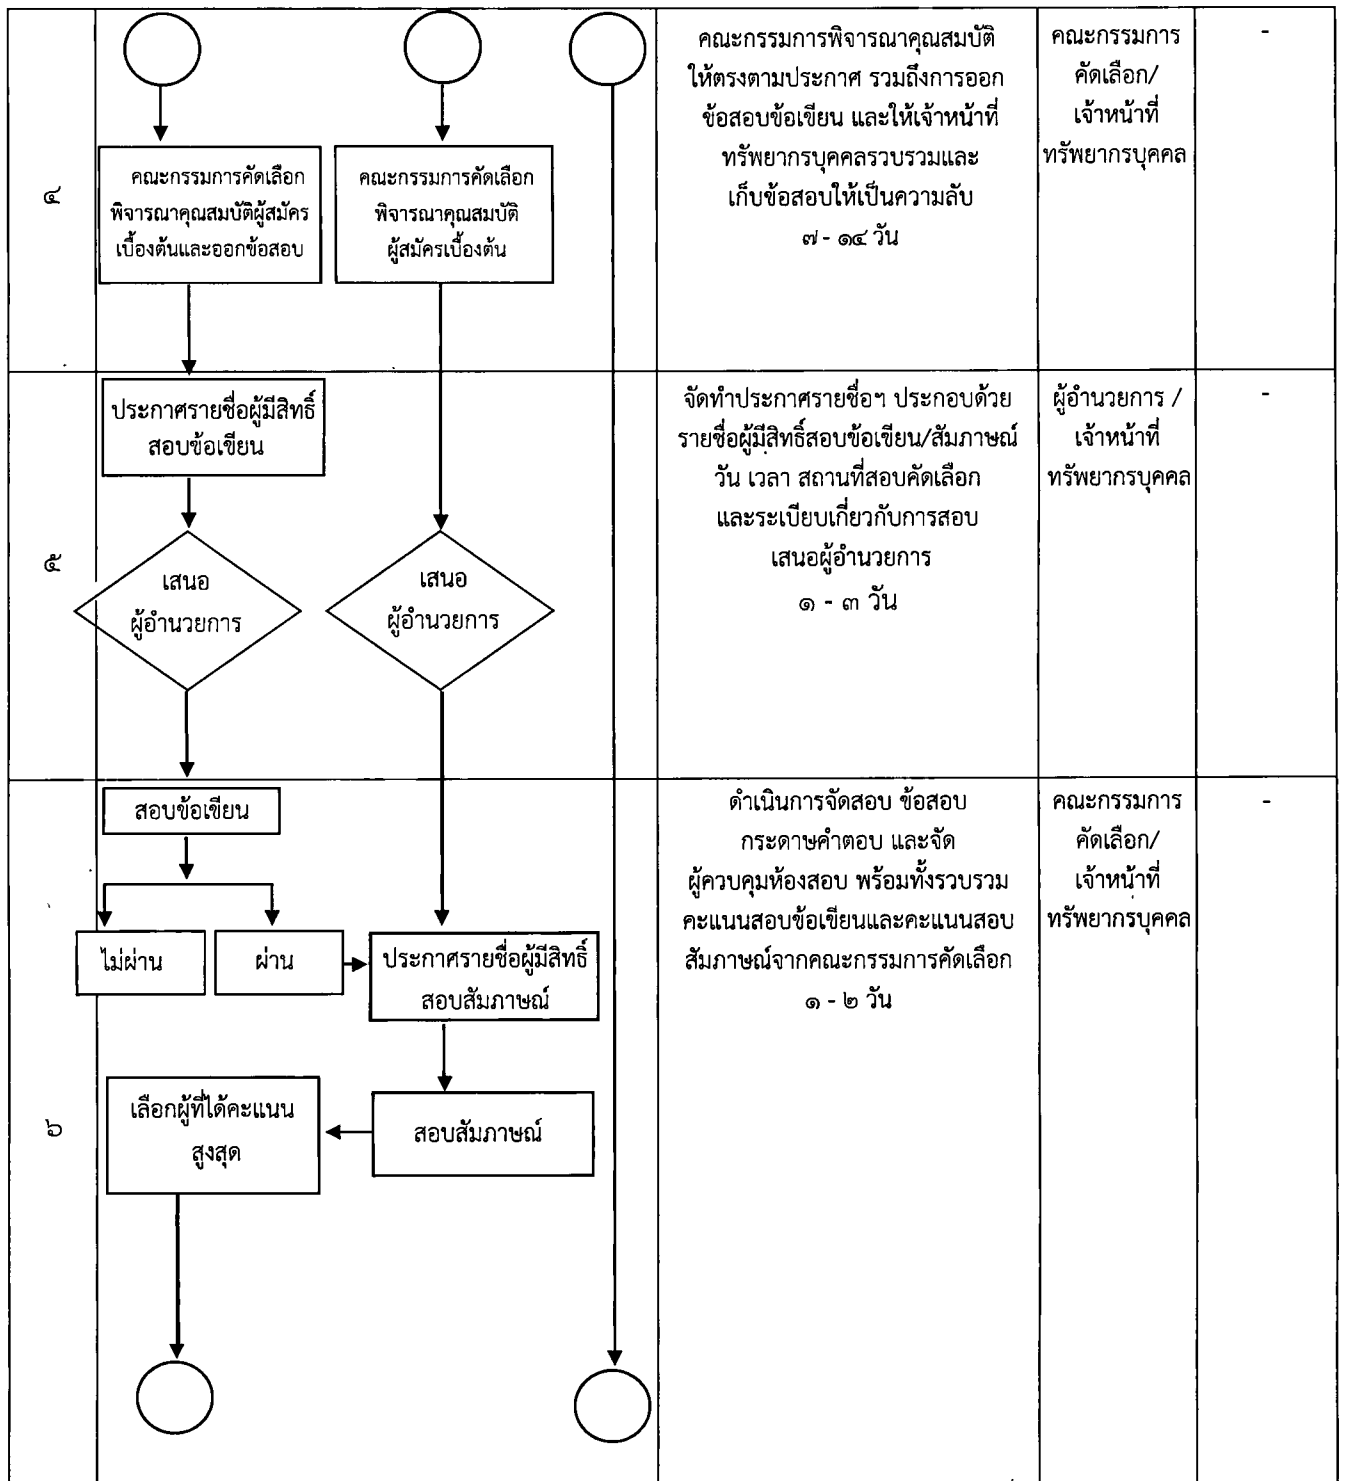 ๔
คณะกรรมการคัดเลือก
พิจารณาคุณสมบัติผู้สมัคร
เบื้องต้นและออกข้อสอบ
คณะกรรมการคัดเลือก
พิจารณาคุณสมบัติ
ผู้สมัครเบื้องต้น
คณะกรรมการพิจารณาคุณสมบัติ
ให้ตรงตามประกาศ รวมถึงการออก
ข้อสอบข้อเขียน และให้เจ้าหน้าที่
ทรัพยากรบุคคลรวบรวมและ
เก็บข้อสอบให้เป็นความลับ
๗ - ๑๔ วัน
คณะกรรมการ
คัดเลือก/
เจ้าหน้าที่
ทรัพยากรบุคคล
-
๕
ประกาศรายชื่อผู้มีสิทธิ์
สอบข้อเขียน
เสนอ
ผู้อำนวยการ
เสนอ
ผู้อำนวยการ
จัดทำประกาศรายชื่อฯ ประกอบด้วย
รายชื่อผู้มีสิทธิ์สอบข้อเขียน/สัมภาษณ์
วัน เวลา สถานที่สอบคัดเลือก
และระเบียบเกี่ยวกับการสอบ
เสนอผู้อำนวยการ
๑ - ๓ วัน
ผู้อำนวยการ /
เจ้าหน้าที่
ทรัพยากรบุคคล
-
๖
สอบข้อเขียน
ไม่ผ่าน
ผ่าน
ประกาศรายชื่อผู้มีสิทธิ์
สอบสัมภาษณ์
สอบสัมภาษณ์
เลือกผู้ที่ได้คะแนน
สูงสุด
ดำเนินการจัดสอบ ข้อสอบ
กระดาษคำตอบ และจัด
ผู้ควบคุมห้องสอบ พร้อมทั้งรวบรวม
คะแนนสอบข้อเขียนและคะแนนสอบ
สัมภาษณ์จากคณะกรรมการคัดเลือก
๑ - ๒ วัน
คณะกรรมการ
คัดเลือก/
เจ้าหน้าที่
ทรัพยากรบุคคล
-